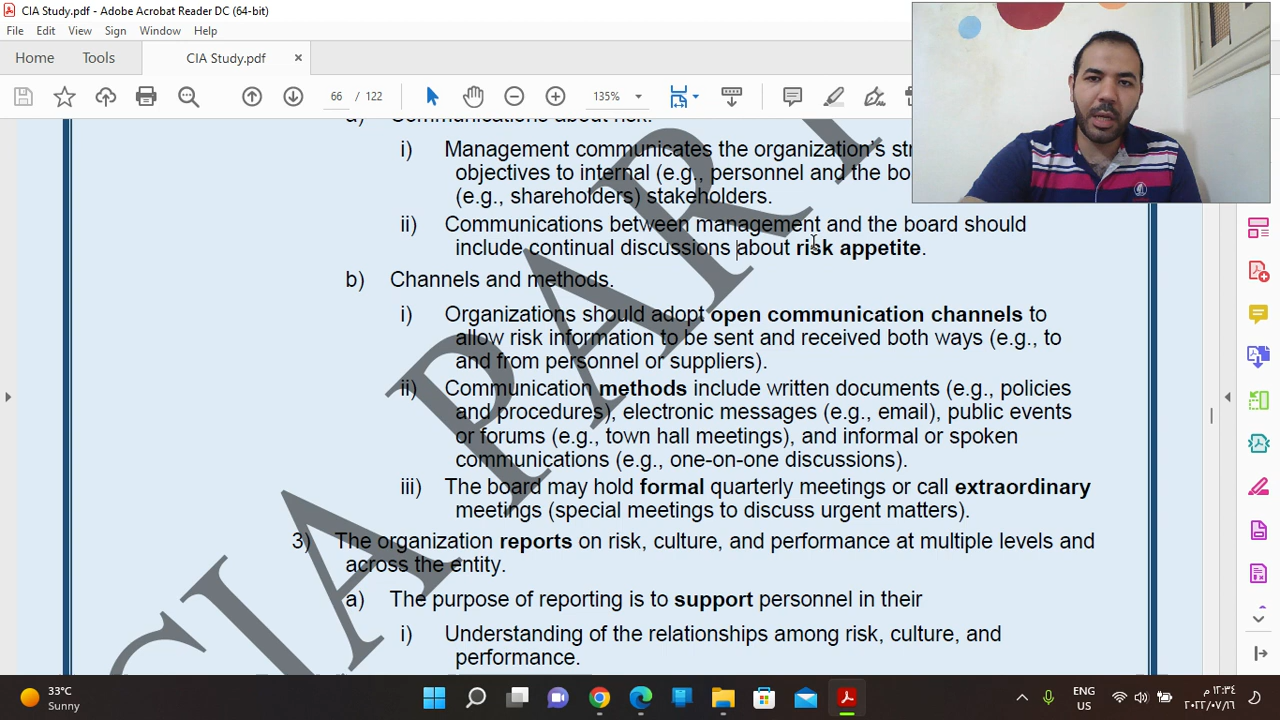 CIA Study.pdf - Adobe Acrobat Reader DC (64-bit)
File Edit View Sign Window Help
Home Tools CIA Study.pdf ×
66 / 122 135%
i) Management communicates the organization's
objectives to internal (e.g., personnel and the
(e.g., shareholders) stakeholders.
ii) Communications between management and the board should
include continual discussions about risk appetite.
b) Channels and methods.
i) Organizations should adopt open communication channels to
allow risk information to be sent and received both ways (e.g., to
and from personnel or suppliers).
ii) Communication methods include written documents (e.g., policies
and procedures), electronic messages (e.g., email), public events
or forums (e.g., town hall meetings), and informal or spoken
communications (e.g., one-on-one discussions).
iii) The board may hold formal quarterly meetings or call extraordinary
meetings (special meetings to discuss urgent matters).
3) The organization reports on risk, culture, and performance at multiple levels and
across the entity.
a) The purpose of reporting is to support personnel in their
i) Understanding of the relationships among risk, culture, and
performance.
CIA PART
33°C
Sunny
ENG
US
١٢:٣٤ م
٢٠٢٢/٠٧/١٦